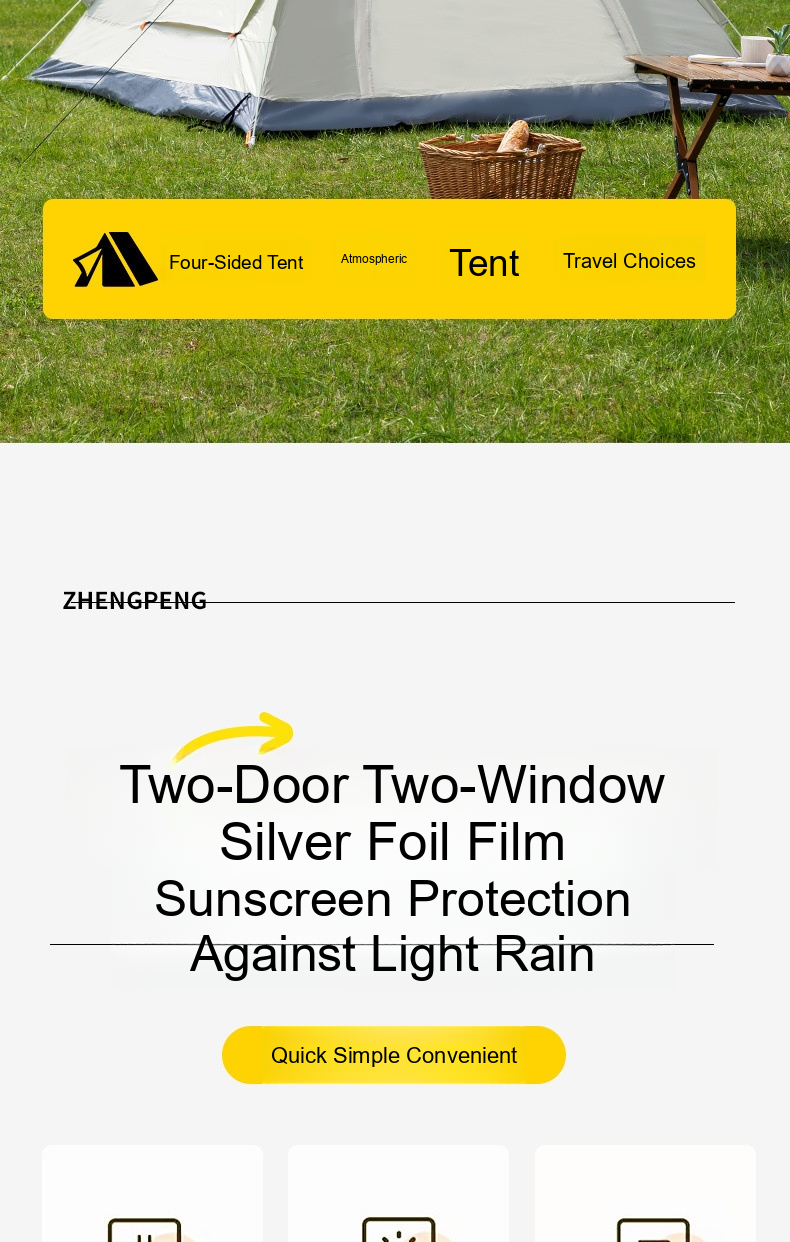 Four-Sided Tent
Atmospheric
Tent
Travel Choices
ZHENGPENG
Two-Door Two-Window
Silver Foil Film
Sunscreen Protection
Against Light Rain
Quick Simple Convenient